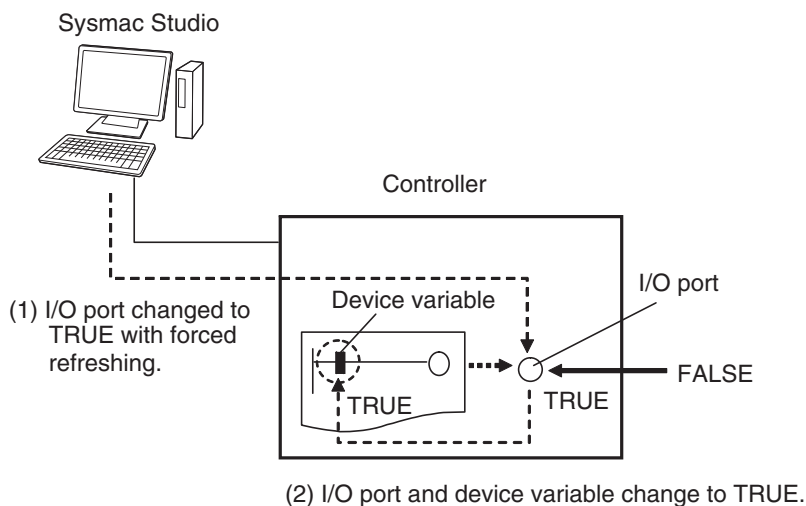 Sysmac Studio
Controller
I/O port
(1) I/O port changed to
TRUE with forced
refreshing.
Device variable
FALSE
TRUE
TRUE
(2) I/O port and device variable change to TRUE.